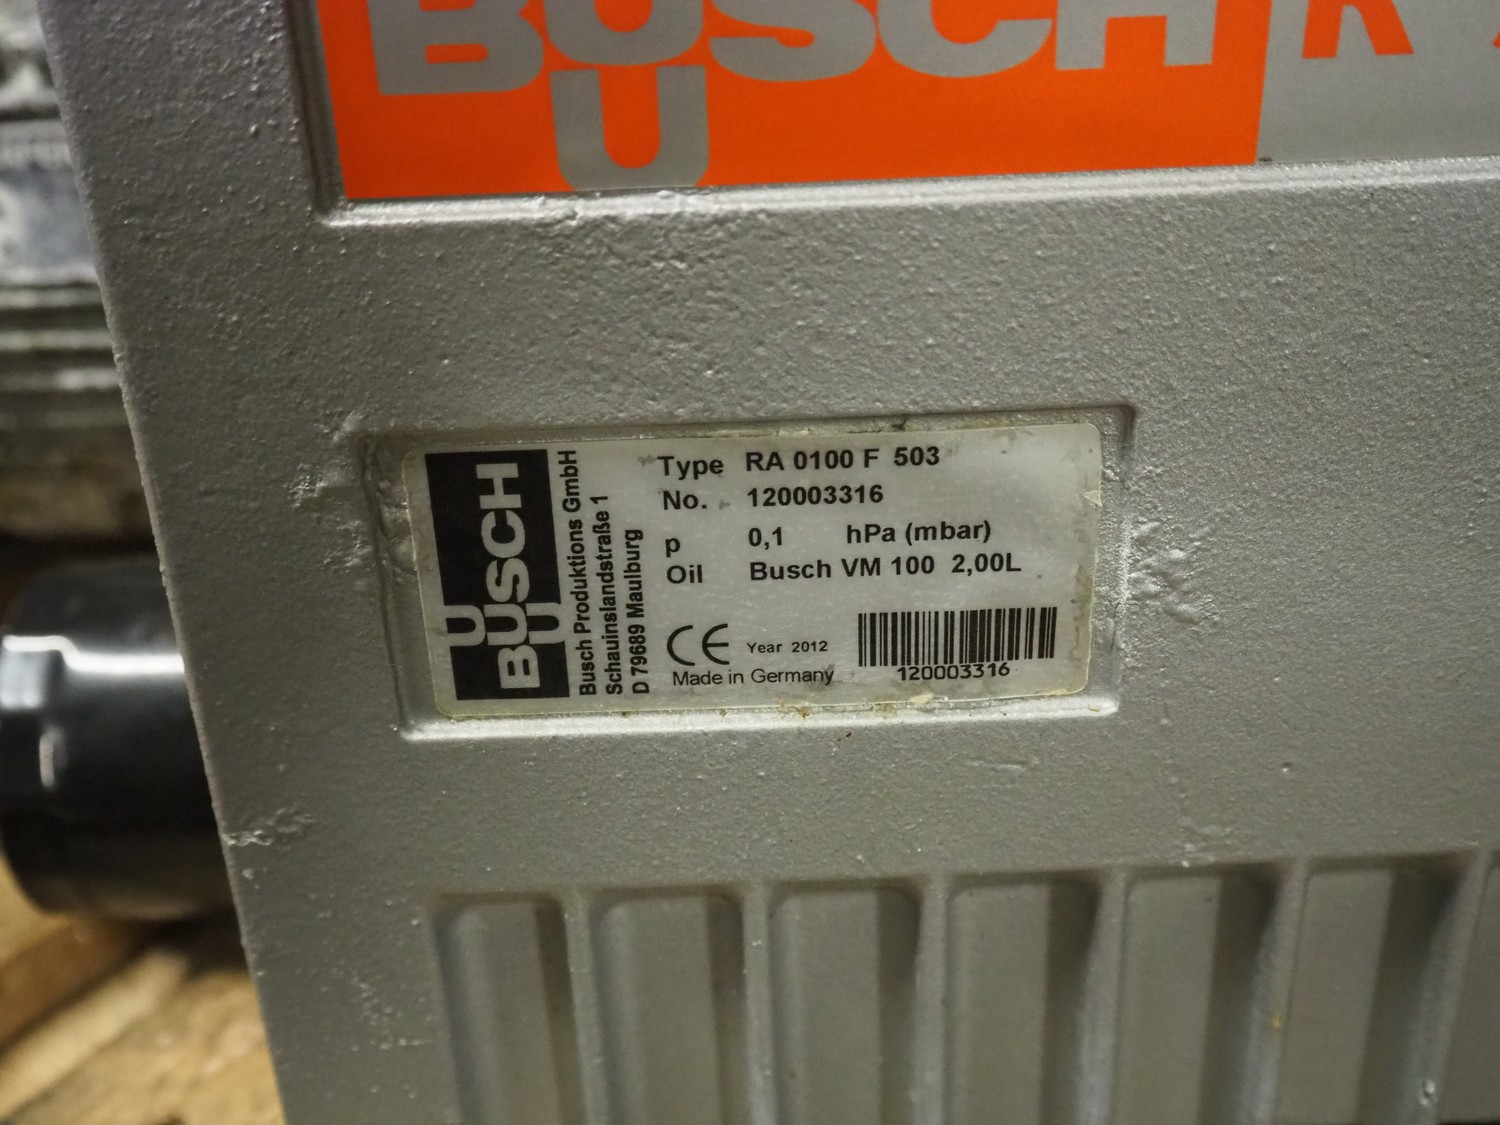 BUSCH
U
R
Type RA 0100 F 503
No. 120003316
p 0,1 hPa (mbar)
Oil Busch VM 100 2,00L
CE Year 2012
Made in Germany
120003316
U
BUSCH
U
Busch Produktions GmbH
Schauinslandstraße 1
D 79689 Maulburg